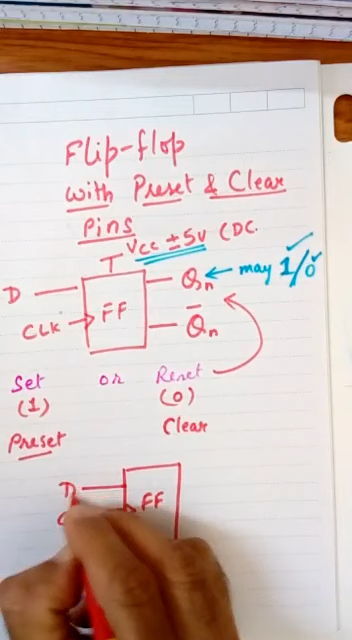 Flip-flop
with Preset & Clear
Pins
Vcc ± 5V (DC.
D FF Qn ← may 1/0
CLK Q̅n
Set or Reset
(1) (0)
Preset Clear
D FF